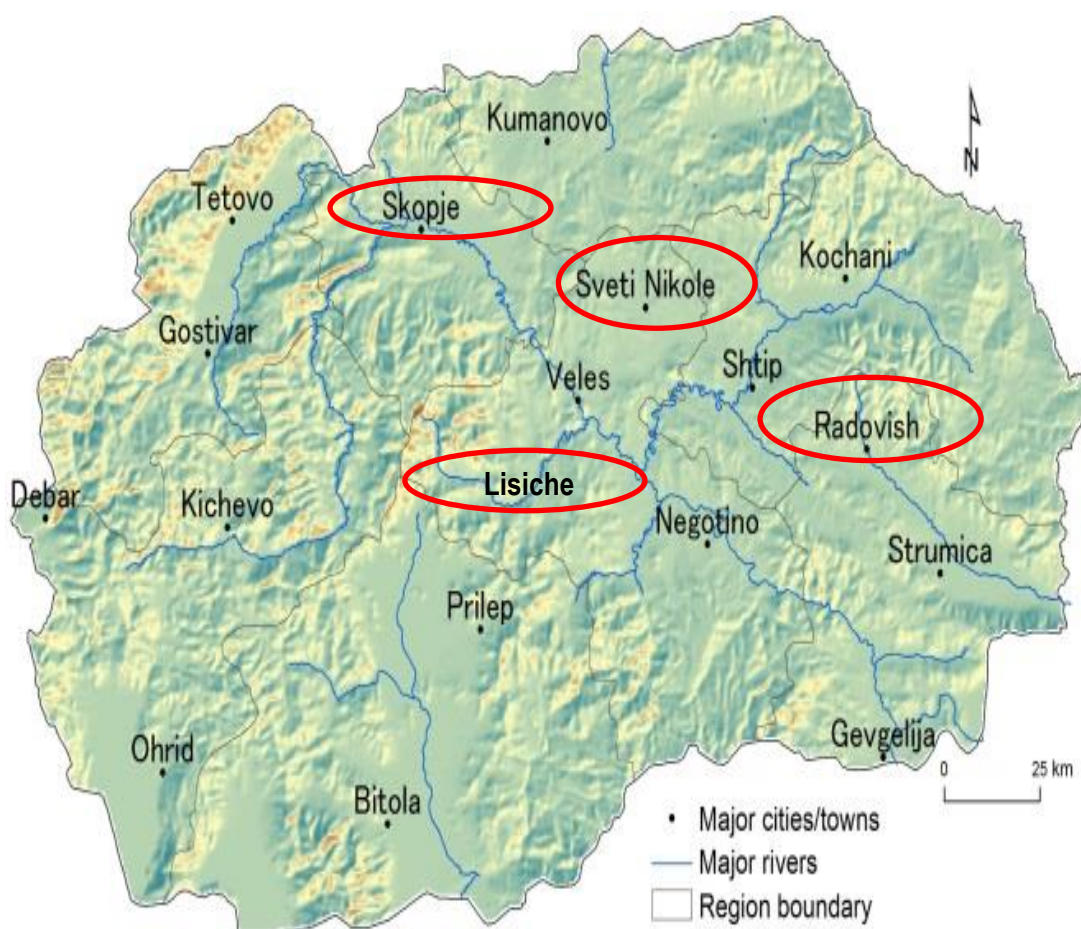 Kumanovo
Tetovo
Skopje
Sveti Nikole
Kochani
Gostivar
Veles
Shtip
Radovish
Lisiche
Debar
Kichevo
Negotino
Strumica
Prilep
Ohrid
Gevgelija
Bitola
N
0 25 km
Major cities/towns
Major rivers
Region boundary